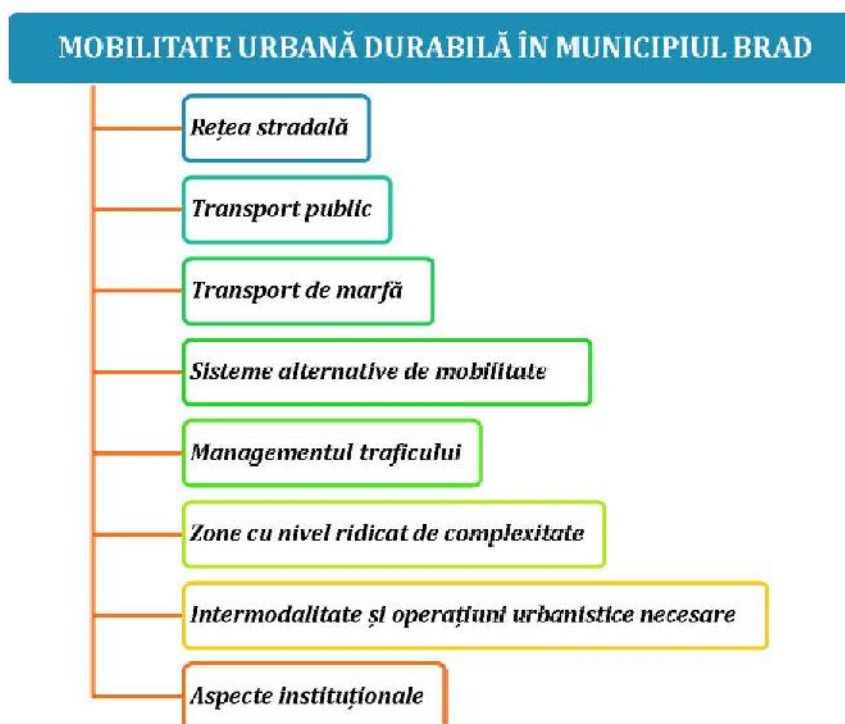 MOBILITATE URBANĂ DURABILĂ ÎN MUNICIPIUL BRAD
Rețea stradală
Transport public
Transport de marfă
Sisteme alternative de mobilitate
Managementul traficului
Zone cu nivel ridicat de complexitate
Intermodalitate și operațiuni urbanistice necesare
Aspecte instituționale